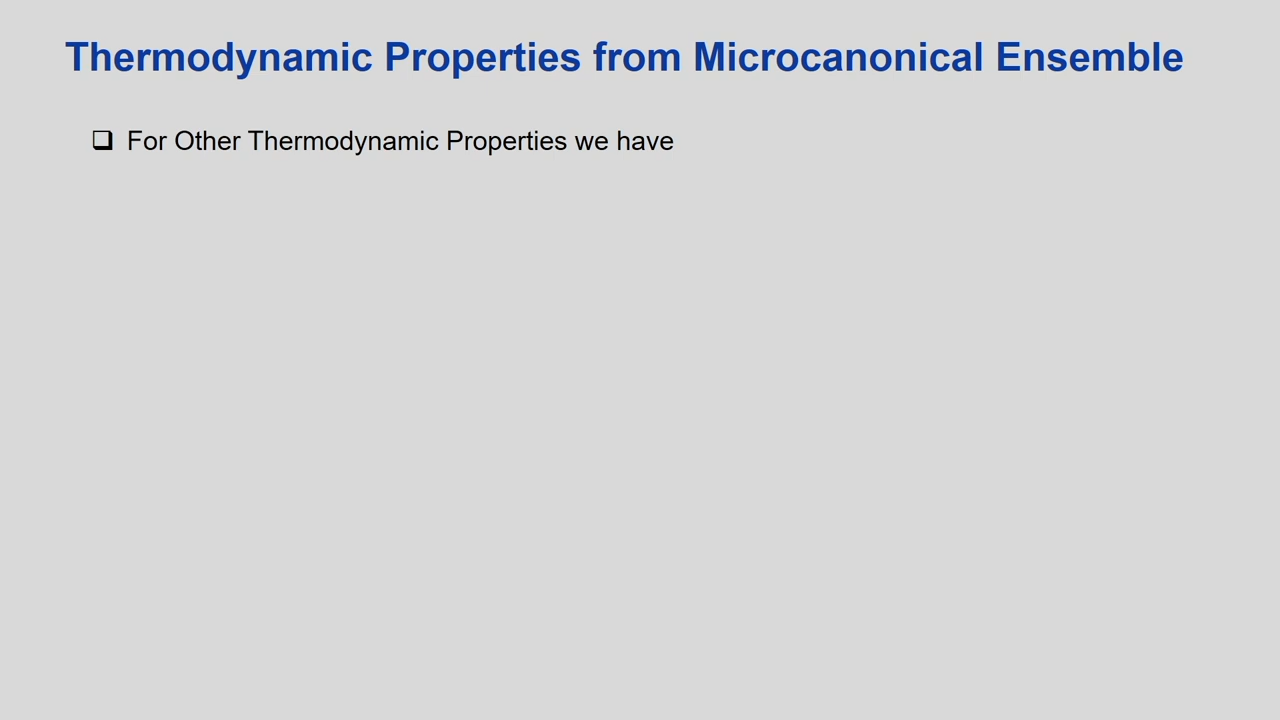 Thermodynamic Properties from Microcanonical Ensemble
❑ For Other Thermodynamic Properties we have